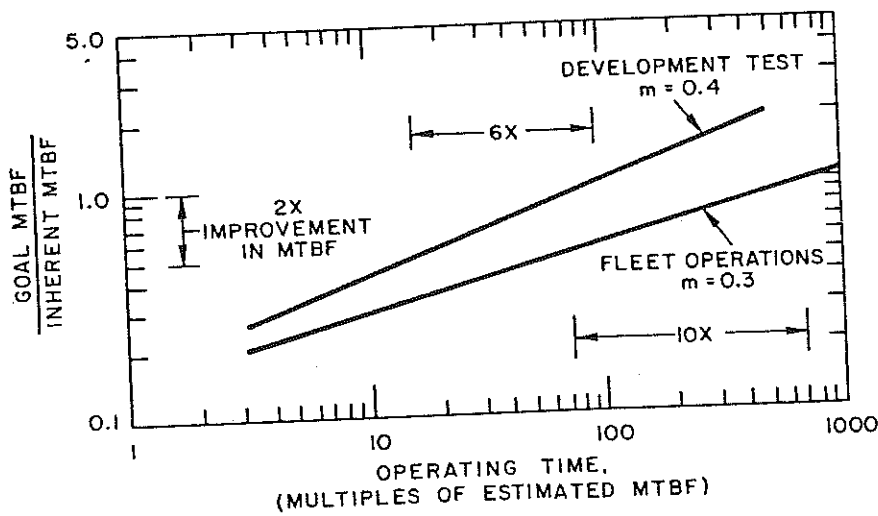 5.0
DEVELOPMENT TEST
m = 0.4
6X
1.0
2X
IMPROVEMENT
IN MTBF
GOAL MTBF
INHERENT MTBF
FLEET OPERATIONS
m = 0.3
10X
0.1
1
10
100
1000
OPERATING TIME,
(MULTIPLES OF ESTIMATED MTBF)